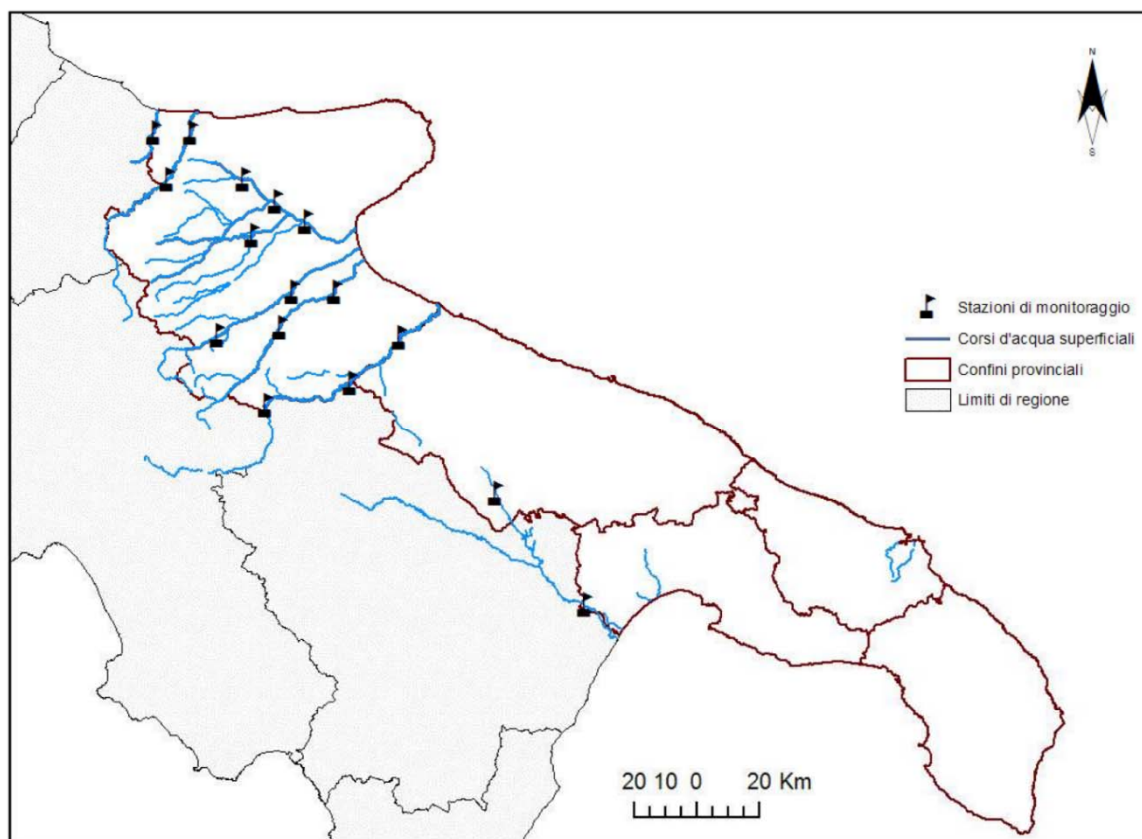 N
S
Stazioni di monitoraggio
Corsi d'acqua superficiali
Confini provinciali
Limiti di regione
20 10 0 20 Km